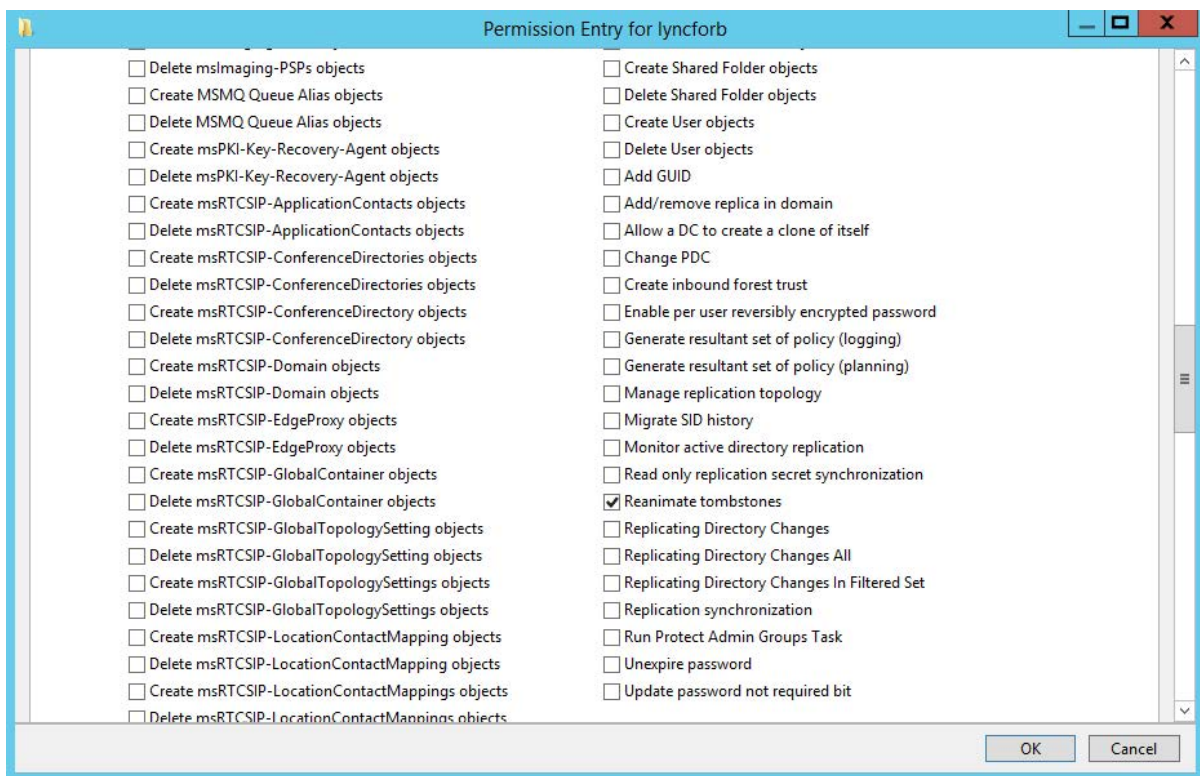 Permission Entry for lyncforb
Delete msImaging-PSPs objects
Create MSMQ Queue Alias objects
Delete MSMQ Queue Alias objects
Create msPKI-Key-Recovery-Agent objects
Delete msPKI-Key-Recovery-Agent objects
Create msRTCSIP-ApplicationContacts objects
Delete msRTCSIP-ApplicationContacts objects
Create msRTCSIP-ConferenceDirectories objects
Delete msRTCSIP-ConferenceDirectories objects
Create msRTCSIP-ConferenceDirectory objects
Delete msRTCSIP-ConferenceDirectory objects
Create msRTCSIP-Domain objects
Delete msRTCSIP-Domain objects
Create msRTCSIP-EdgeProxy objects
Delete msRTCSIP-EdgeProxy objects
Create msRTCSIP-GlobalContainer objects
Delete msRTCSIP-GlobalContainer objects
Create msRTCSIP-GlobalTopologySetting objects
Delete msRTCSIP-GlobalTopologySetting objects
Create msRTCSIP-GlobalTopologySettings objects
Delete msRTCSIP-GlobalTopologySettings objects
Create msRTCSIP-LocationContactMapping objects
Delete msRTCSIP-LocationContactMapping objects
Create msRTCSIP-LocationContactMappings objects
Delete msRTCSIP-LocationContactMappings objects
Create Shared Folder objects
Delete Shared Folder objects
Create User objects
Delete User objects
Add GUID
Add/remove replica in domain
Allow a DC to create a clone of itself
Change PDC
Create inbound forest trust
Enable per user reversibly encrypted password
Generate resultant set of policy (logging)
Generate resultant set of policy (planning)
Manage replication topology
Migrate SID history
Monitor active directory replication
Read only replication secret synchronization
Reanimate tombstones
Replicating Directory Changes
Replicating Directory Changes All
Replicating Directory Changes In Filtered Set
Replication synchronization
Run Protect Admin Groups Task
Unexpire password
Update password not required bit
OK
Cancel